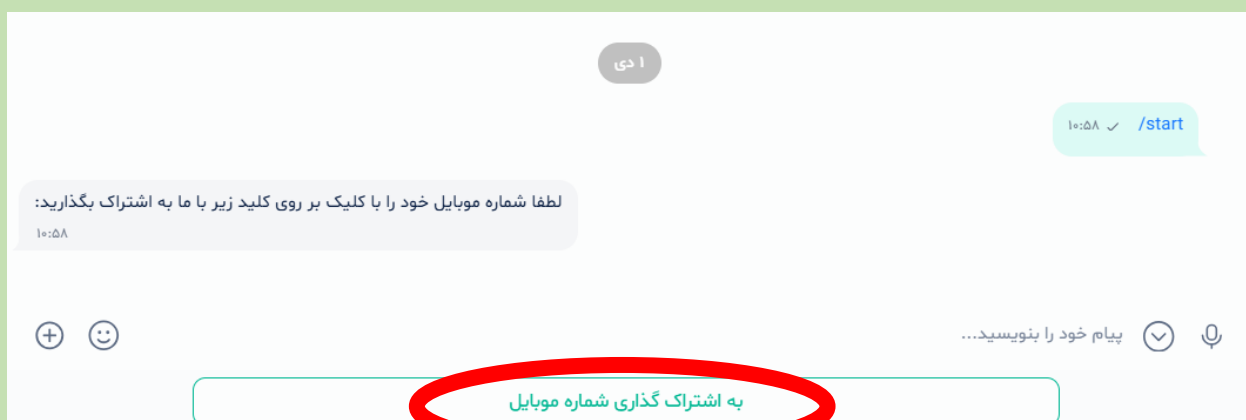 ۱ دی
/start
۱۰:۵۸
لطفا شماره موبایل خود را با کلیک بر روی کلید زیر با ما به اشتراک بگذارید:
۱۰:۵۸
پیام خود را بنویسید...
به اشتراک گذاری شماره موبایل